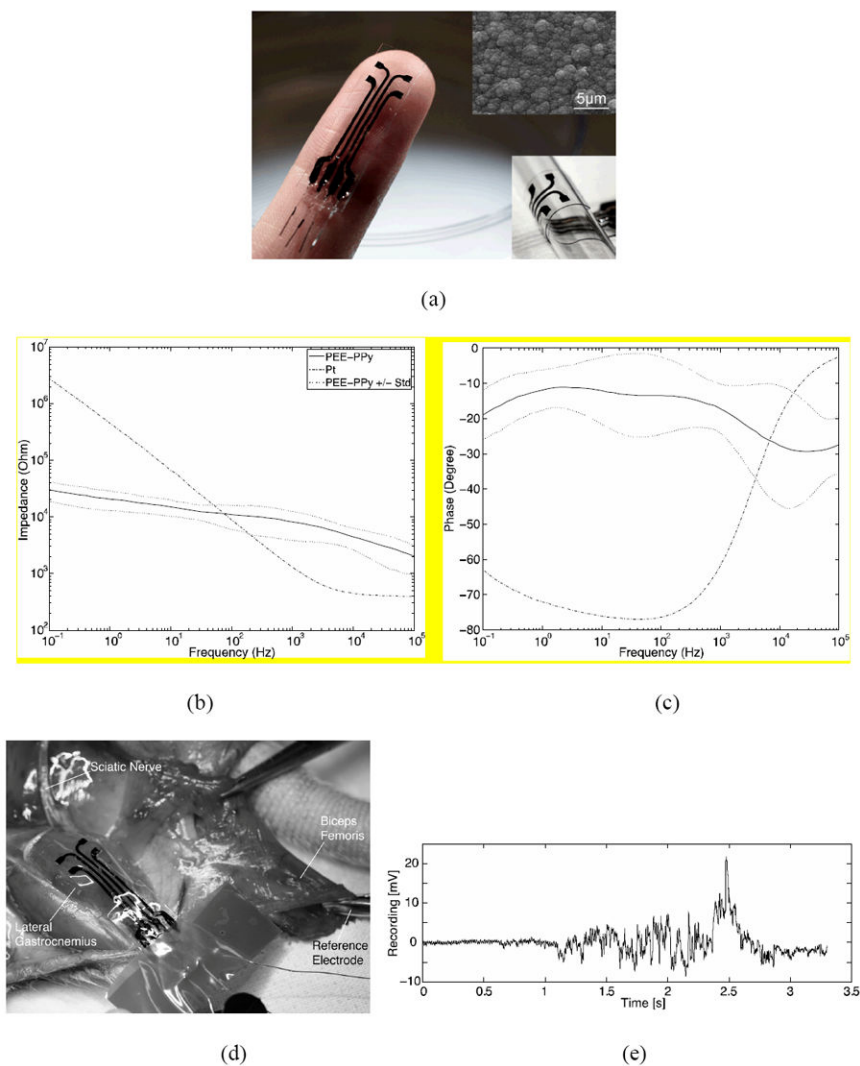 5μm
(a)
10^7
10^6
10^5
10^4
10^3
10^2
Impedance (Ohm)
PEE-PPy
Pt
PEE-PPy +/- Std
10^-1 10^0 10^1 10^2 10^3 10^4 10^5
Frequency (Hz)
(b)
0
-10
-20
-30
-40
-50
-60
-70
-80
Phase (Degree)
10^-1 10^0 10^1 10^2 10^3 10^4 10^5
Frequency (Hz)
(c)
Sciatic Nerve
Biceps
Femoris
Lateral
Gastrocnemius
Reference
Electrode
(d)
20
10
0
-10
Recording [mV]
0 0.5 1 1.5 2 2.5 3 3.5
Time [s]
(e)